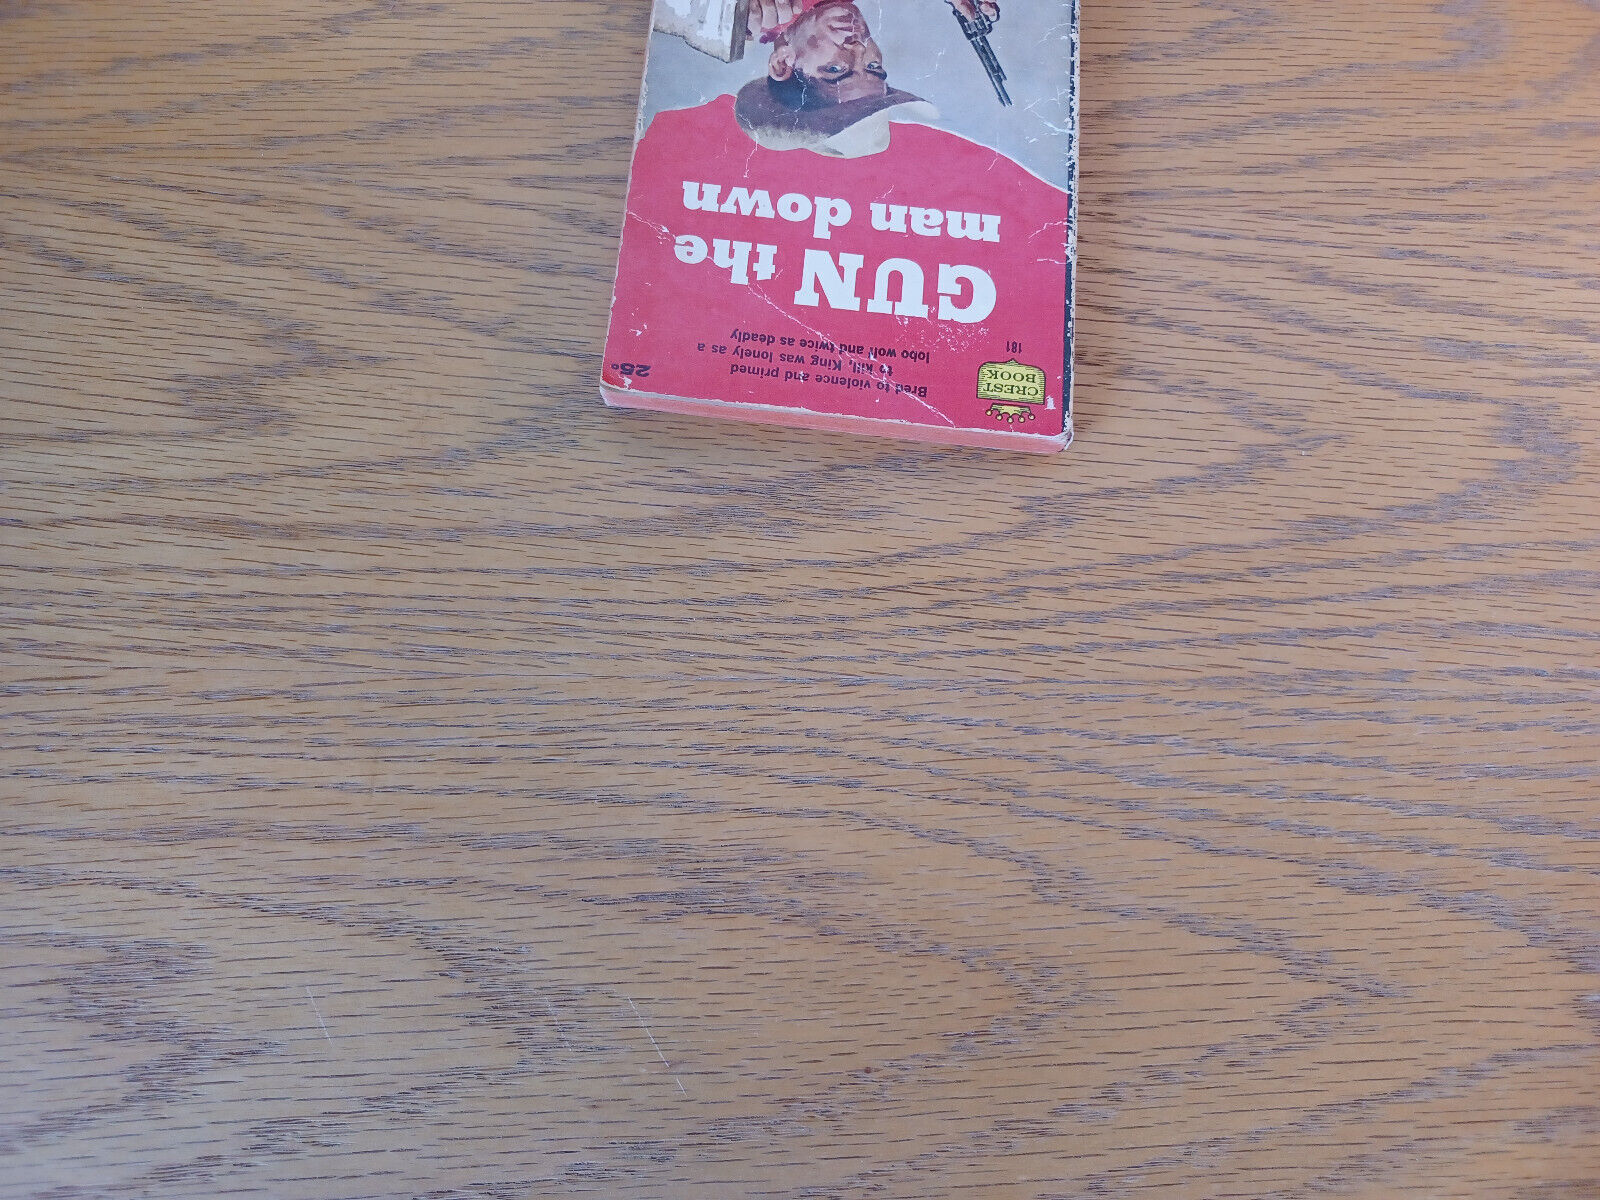 CREST
BOOK
181
Bred to violence and primed
to kill, King was lonely as a
lobo wolf and twice as deadly
25¢
GUN the
man down